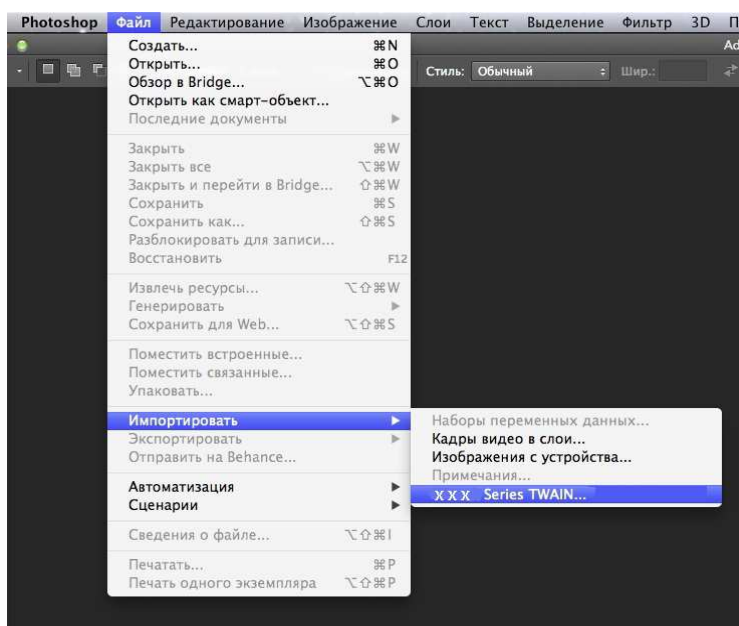 Photoshop Файл Редактирование Изображение Слои Текст Выделение Фильтр 3D П
Ad
Стиль: Обычный Шир.:
Создать... ⌘N
Открыть... ⌘O
Обзор в Bridge... ⌥⌘O
Открыть как смарт-объект...
Последние документы ▶
Закрыть ⌘W
Закрыть все ⌥⌘W
Закрыть и перейти в Bridge... ⇧⌘W
Сохранить ⌘S
Сохранить как... ⇧⌘S
Разблокировать для записи...
Восстановить F12
Извлечь ресурсы... ⌥⇧⌘W
Генерировать ▶
Сохранить для Web... ⌥⇧⌘S
Поместить встроенные...
Поместить связанные...
Упаковать...
Импортировать ▶
Экспортировать ▶
Отправить на Behance...
Автоматизация ▶
Сценарии ▶
Сведения о файле... ⌥⇧⌘I
Печатать... ⌘P
Печать одного экземпляра ⌥⇧⌘P
Наборы переменных данных...
Кадры видео в слои...
Изображения с устройства...
Примечания...
X X X Series TWAIN...